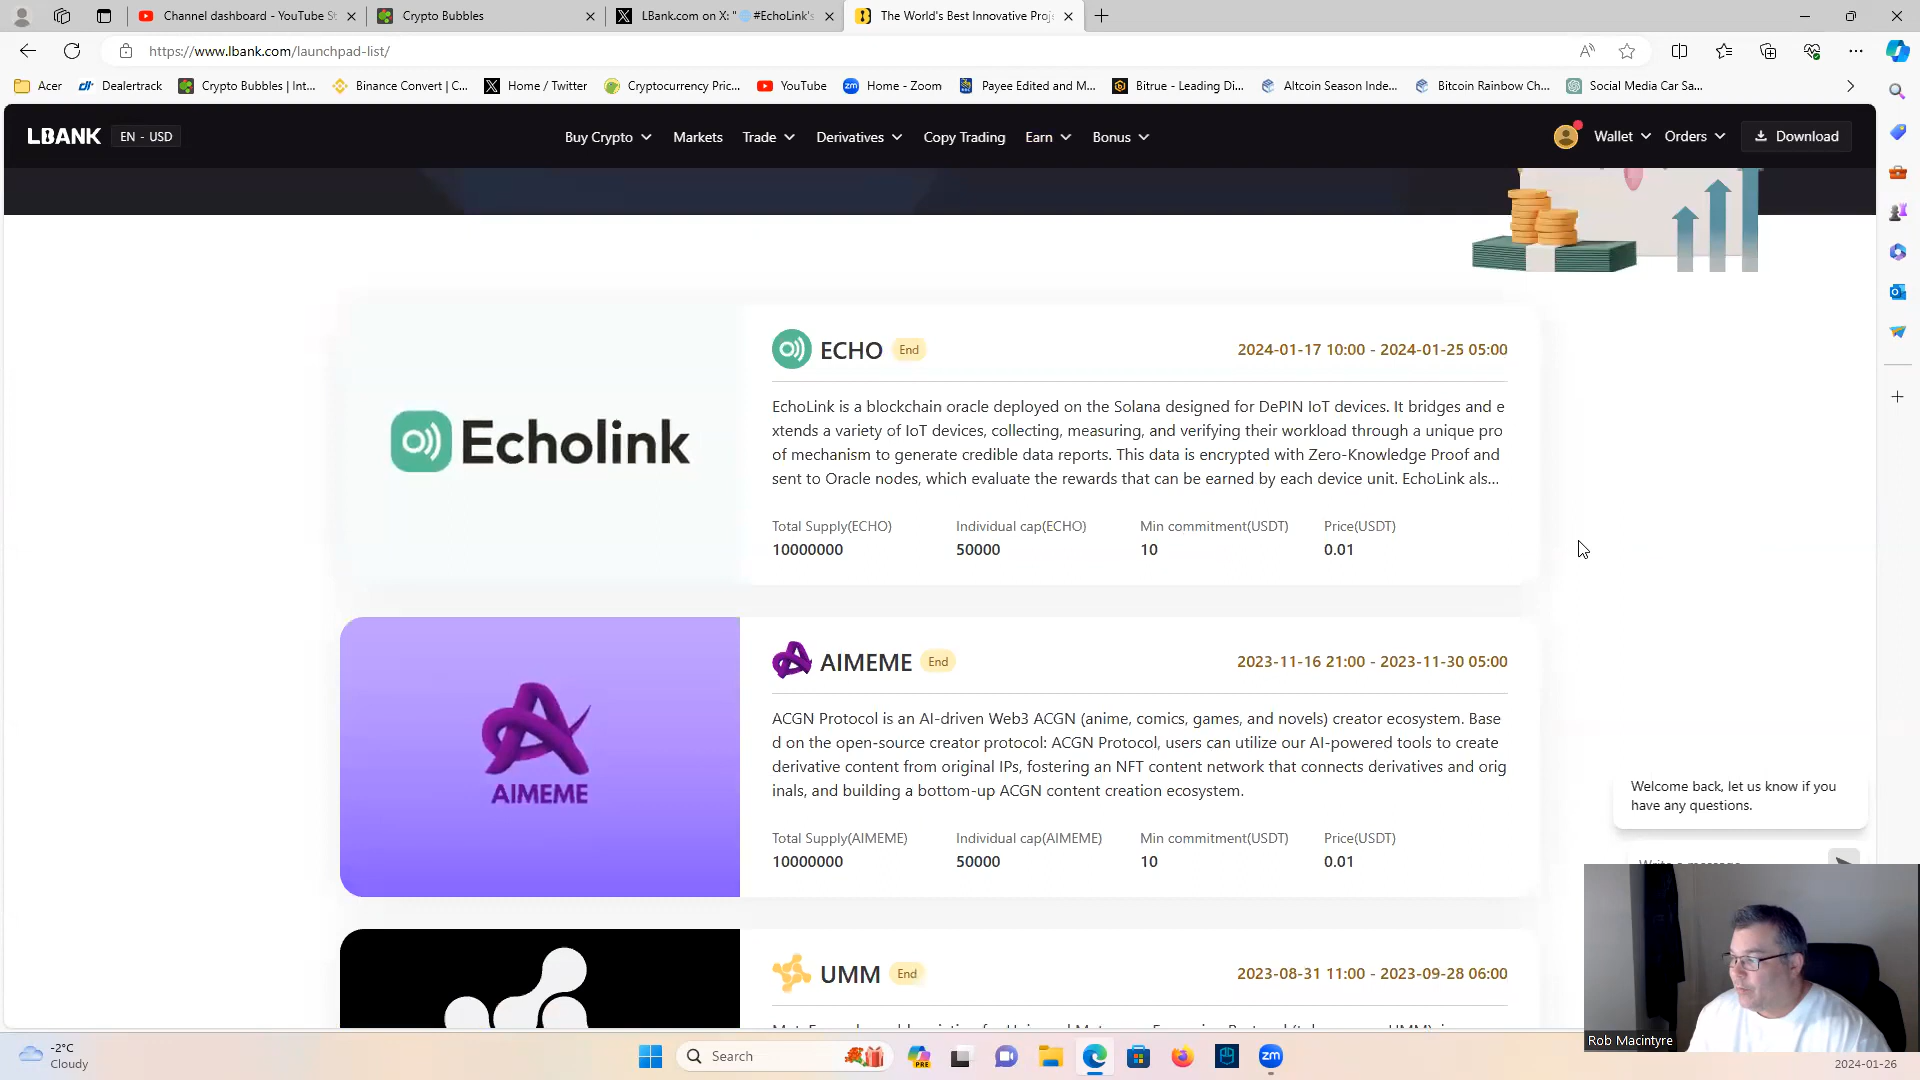 Channel dashboard - YouTube St
Crypto Bubbles
LBank.com on X: " #EchoLink's
The World's Best Innovative Proj
https://www.lbank.com/launchpad-list/
Acer
Dealertrack
Crypto Bubbles | Int...
Binance Convert | C...
Home / Twitter
Cryptocurrency Pric...
YouTube
Home - Zoom
Payee Edited and M...
Bitrue - Leading Di...
Altcoin Season Inde...
Bitcoin Rainbow Ch...
Social Media Car Sa...
LBANK
EN - USD
Buy Crypto
Markets
Trade
Derivatives
Copy Trading
Earn
Bonus
Wallet
Orders
Download
Echolink
ECHO
End
2024-01-17 10:00 - 2024-01-25 05:00
EchoLink is a blockchain oracle deployed on the Solana designed for DePIN IoT devices. It bridges and e
xtends a variety of IoT devices, collecting, measuring, and verifying their workload through a unique pro
of mechanism to generate credible data reports. This data is encrypted with Zero-Knowledge Proof and
sent to Oracle nodes, which evaluate the rewards that can be earned by each device unit. EchoLink als...
Total Supply(ECHO)
Individual cap(ECHO)
Min commitment(USDT)
Price(USDT)
10000000
50000
10
0.01
AIMEME
AIMEME
End
2023-11-16 21:00 - 2023-11-30 05:00
ACGN Protocol is an AI-driven Web3 ACGN (anime, comics, games, and novels) creator ecosystem. Base
d on the open-source creator protocol: ACGN Protocol, users can utilize our AI-powered tools to create
derivative content from original IPs, fostering an NFT content network that connects derivatives and orig
inals, and building a bottom-up ACGN content creation ecosystem.
Total Supply(AIMEME)
Individual cap(AIMEME)
Min commitment(USDT)
Price(USDT)
10000000
50000
10
0.01
UMM
End
2023-08-31 11:00 - 2023-09-28 06:00
Welcome back, let us know if you
have any questions.
Rob Macintyre
-2°C
Cloudy
Search
PRE
zm
2024-01-26